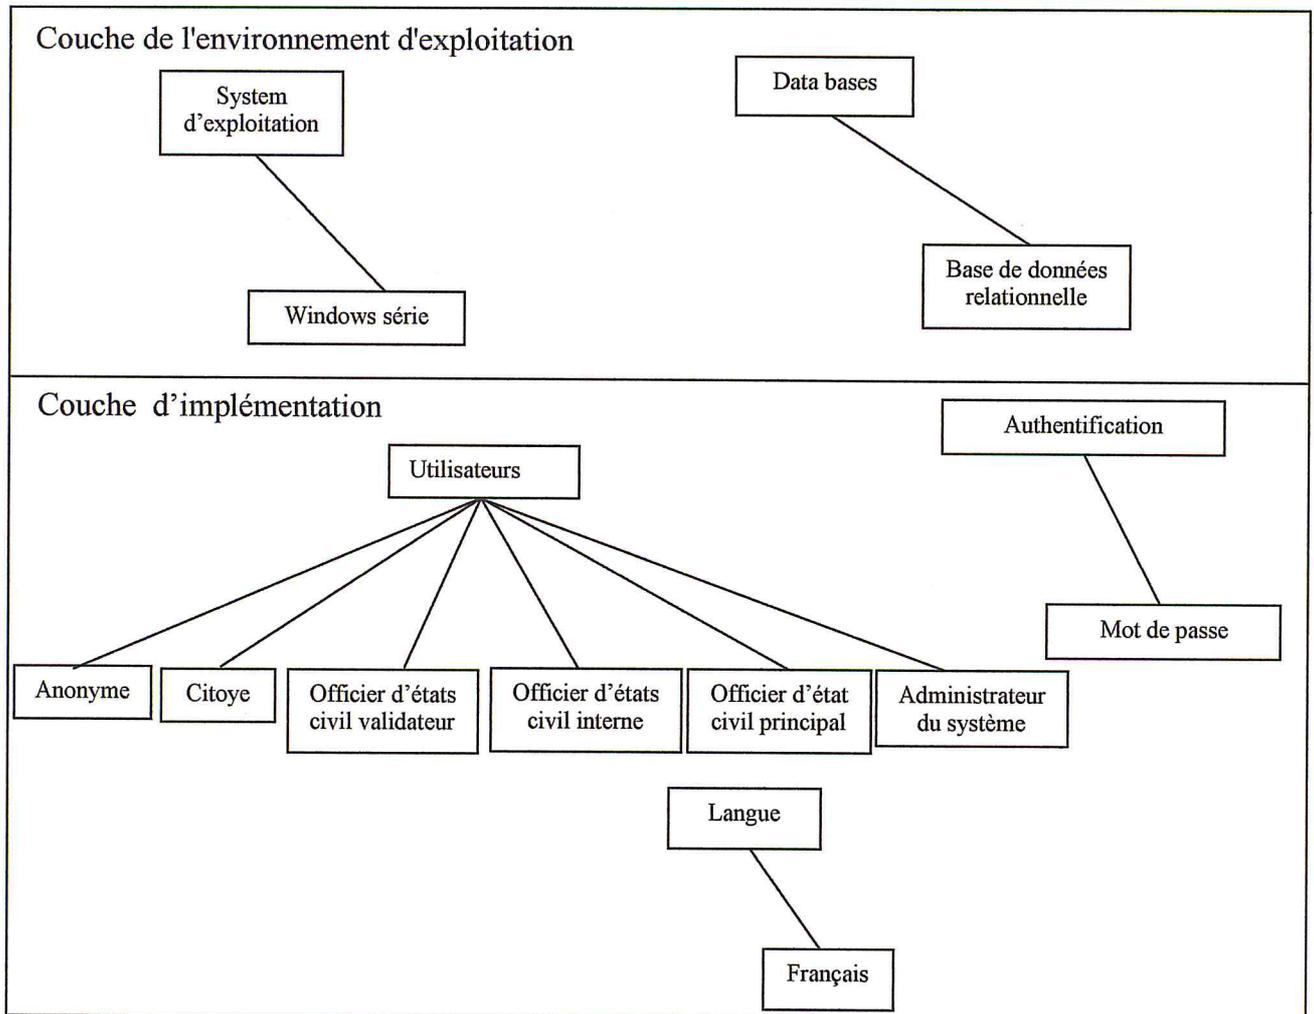 Couche de l'environnement d'exploitation
System
d’exploitation
Data bases
Windows série
Base de données
relationnelle
Couche d’implémentation
Authentification
Utilisateurs
Mot de passe
Anonyme
Citoye
Officier d’états
civil validateur
Officier d’états
civil interne
Officier d’état
civil principal
Administrateur
du système
Langue
Français